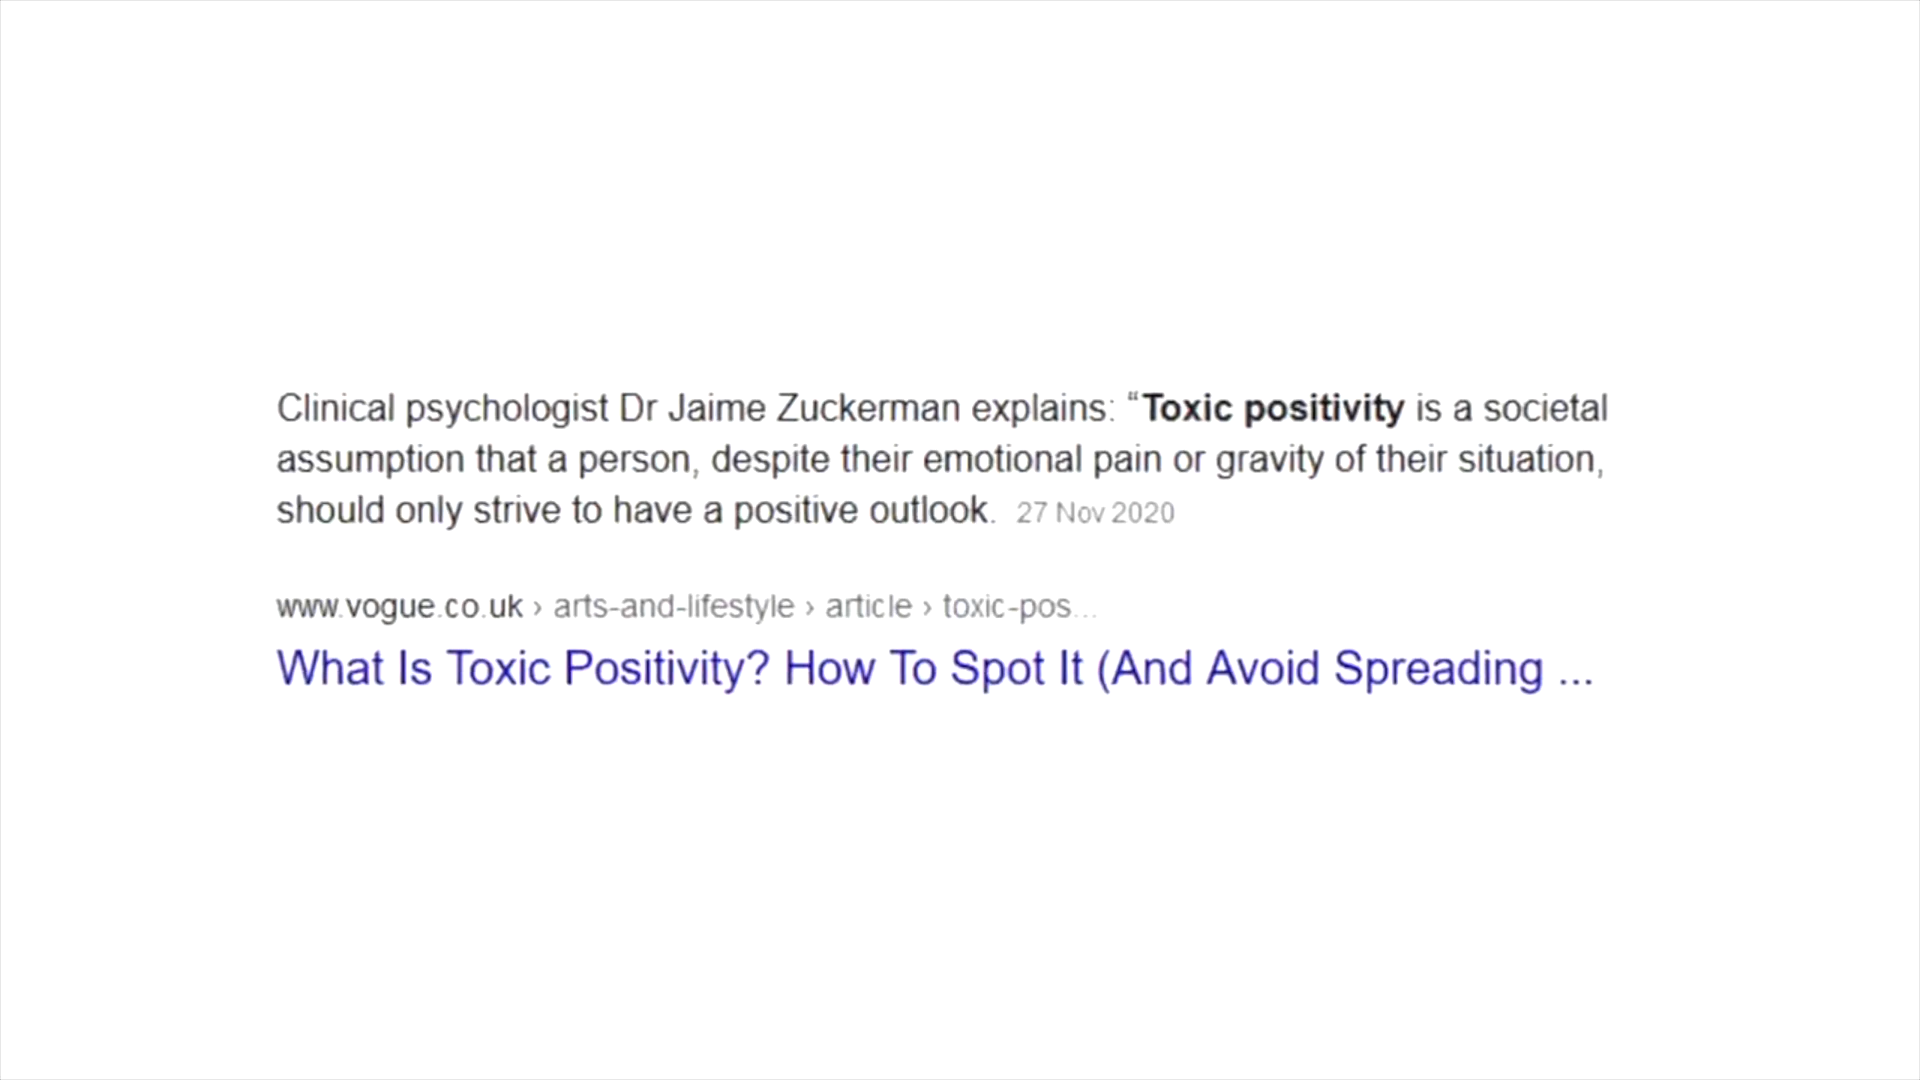 Clinical psychologist Dr Jaime Zuckerman explains: “Toxic positivity is a societal
assumption that a person, despite their emotional pain or gravity of their situation,
should only strive to have a positive outlook. 27 Nov 2020
www.vogue.co.uk › arts-and-lifestyle › article › toxic-pos...
What Is Toxic Positivity? How To Spot It (And Avoid Spreading ...